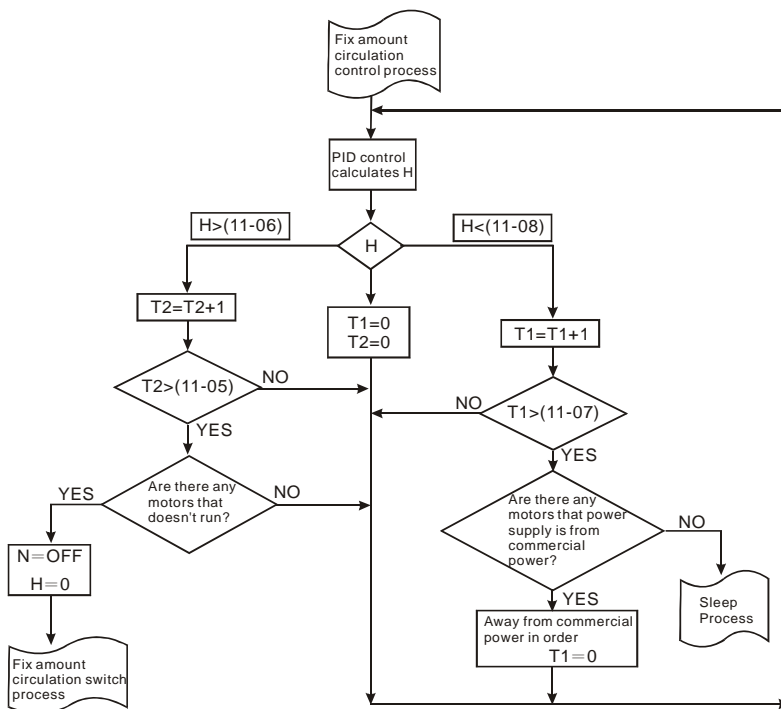 Fix amount
circulation
control process
PID control
calculates H
H>(11-06)
H
H<(11-08)
T2=T2+1
T1=0
T2=0
T1=T1+1
T2>(11-05)
NO
NO
T1>(11-07)
YES
YES
Are there any
motors that
doesn't run?
YES
NO
Are there any
motors that power
supply is from
commercial
power?
NO
N=OFF
H=0
YES
Sleep
Process
Away from commercial
power in order
T1=0
Fix amount
circulation switch
process